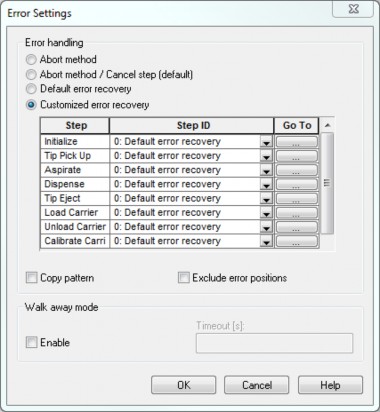 Error Settings
Error handling
Abort method
Abort method / Cancel step (default)
Default error recovery
Customized error recovery
Step Step ID Go To
Initialize 0: Default error recovery ...
Tip Pick Up 0: Default error recovery ...
Aspirate 0: Default error recovery ...
Dispense 0: Default error recovery ...
Tip Eject 0: Default error recovery ...
Load Carrier 0: Default error recovery ...
Unload Carrier 0: Default error recovery ...
Calibrate Carri 0: Default error recovery ...
Copy pattern Exclude error positions
Walk away mode
Timeout [s]:
Enable
OK Cancel Help